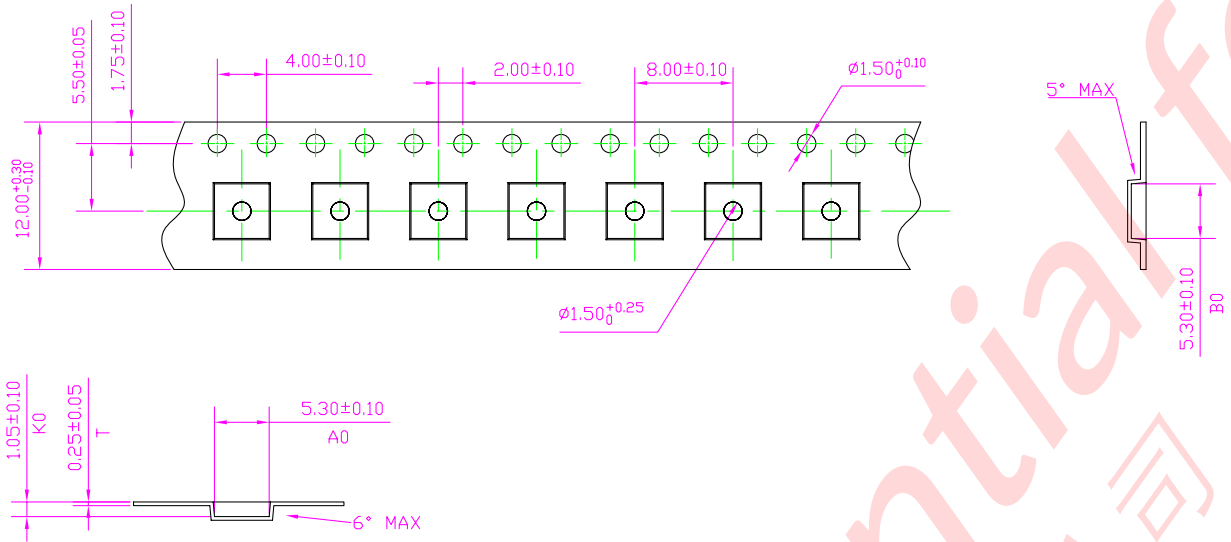 5.50±0.05
1.75±0.10
4.00±0.10
2.00±0.10
8.00±0.10
Ø1.50 +0.10 0
5° MAX
12.00 +0.30 -0.10
Ø1.50 +0.25 0
5.30±0.10
B0
1.05±0.10
K0
0.25±0.05
T
5.30±0.10
A0
6° MAX
ntial f
司